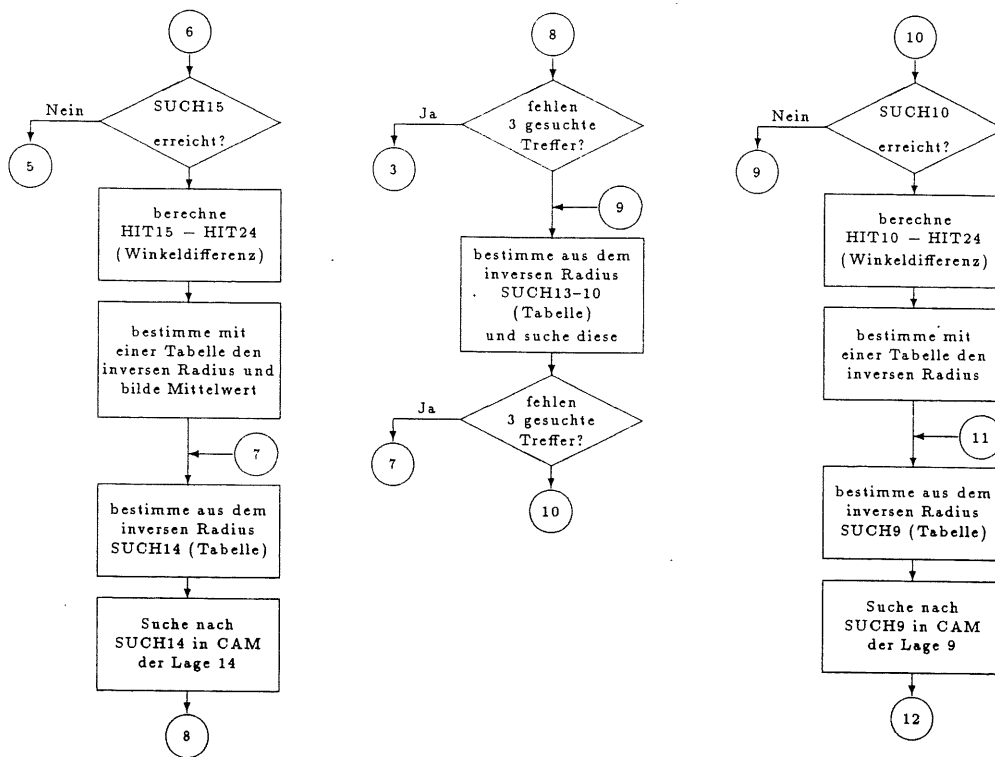 6
SUCH15
erreicht?
Nein
5
berechne
HIT15 – HIT24
(Winkeldifferenz)
bestimme mit
einer Tabelle den
inversen Radius und
bilde Mittelwert
7
bestimme aus dem
inversen Radius
SUCH14 (Tabelle)
Suche nach
SUCH14 in CAM
der Lage 14
8
8
fehlen
3 gesuchte
Treffer?
Ja
3
9
bestimme aus dem
inversen Radius
SUCH13–10
(Tabelle)
und suche diese
fehlen
3 gesuchte
Treffer?
Ja
7
10
10
SUCH10
erreicht?
Nein
9
berechne
HIT10 – HIT24
(Winkeldifferenz)
bestimme mit
einer Tabelle den
inversen Radius
11
bestimme aus dem
inversen Radius
SUCH9 (Tabelle)
Suche nach
SUCH9 in CAM
der Lage 9
12